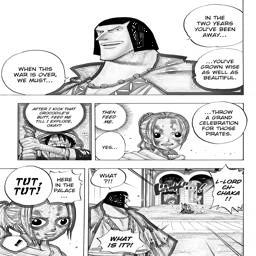 IN THE
TWO YEARS
YOU'VE BEEN
AWAY...
...YOU'VE
GROWN WISE
AS WELL AS
BEAUTIFUL.
WHEN THIS
WAR IS OVER,
WE MUST...
...THROW
A GRAND
CELEBRATION
FOR THOSE
PIRATES.
THEN
FEED
ME.
YES...
AFTER I KICK THAT
CROCODILE'S
BUTT, FEED ME
TILL I EXPLODE,
OKAY?
L-LORD
CH-
CHAKA!!
WHAT
?!
WHAT
IS IT?!
HERE IN
THE
PALACE
...
TUT,
TUT!